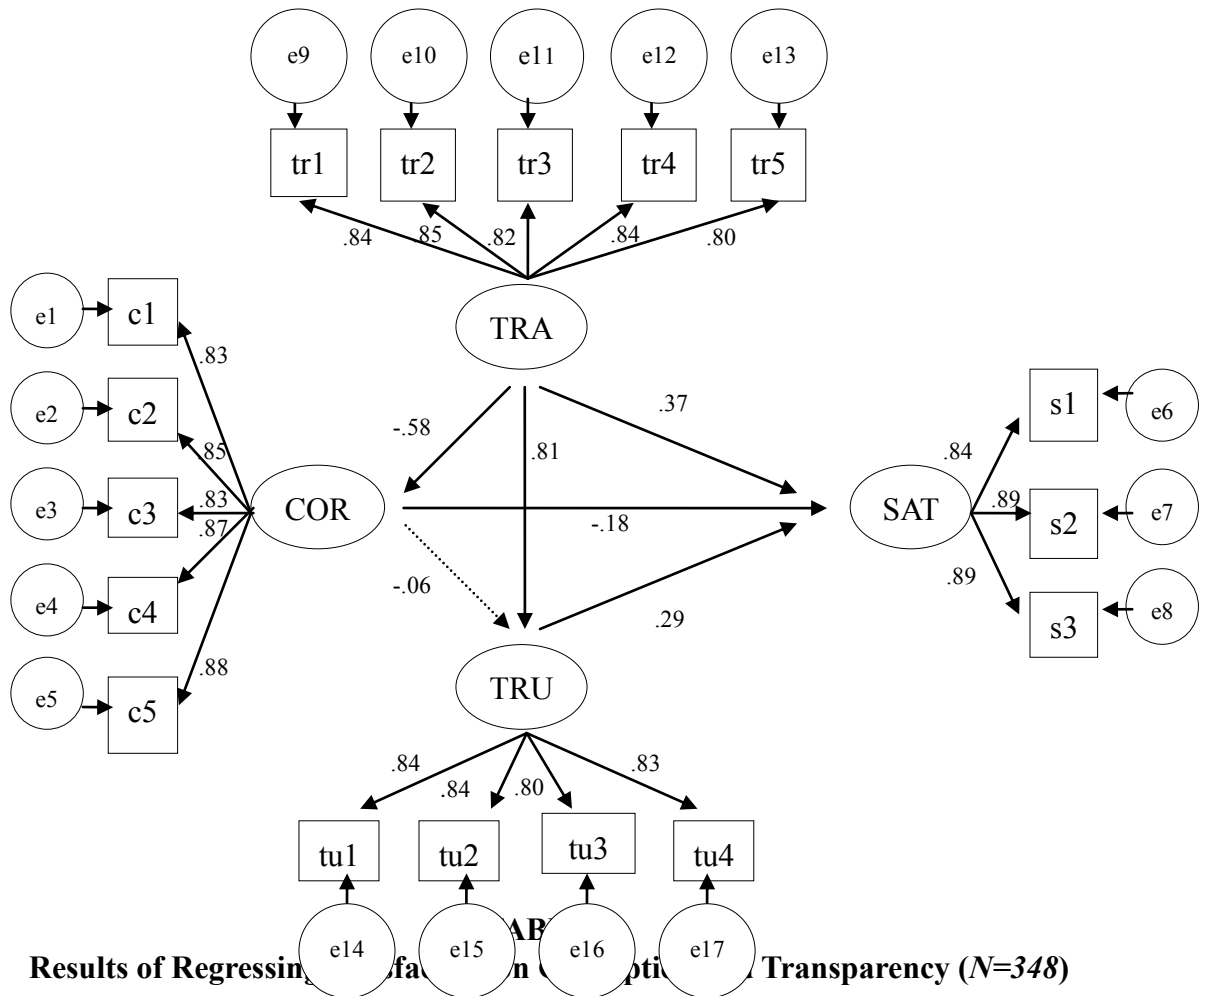 e9 e10 e11 e12 e13
tr1 tr2 tr3 tr4 tr5
.84 .85 .82 .84 .80
e1 c1
.83
TRA
e2 c2
.85
-.58 .81 .37
s1 e6
.84
e3 c3
.83
.87
COR
-.18
SAT
.89
s2 e7
e4 c4
-.06
.29
.89
s3 e8
e5 c5
.88
TRU
.84 .84 .80 .83
tu1 tu2 tu3 tu4
e14 e15 e16 e17
AB
Results of Regressing Transparency (N=348)